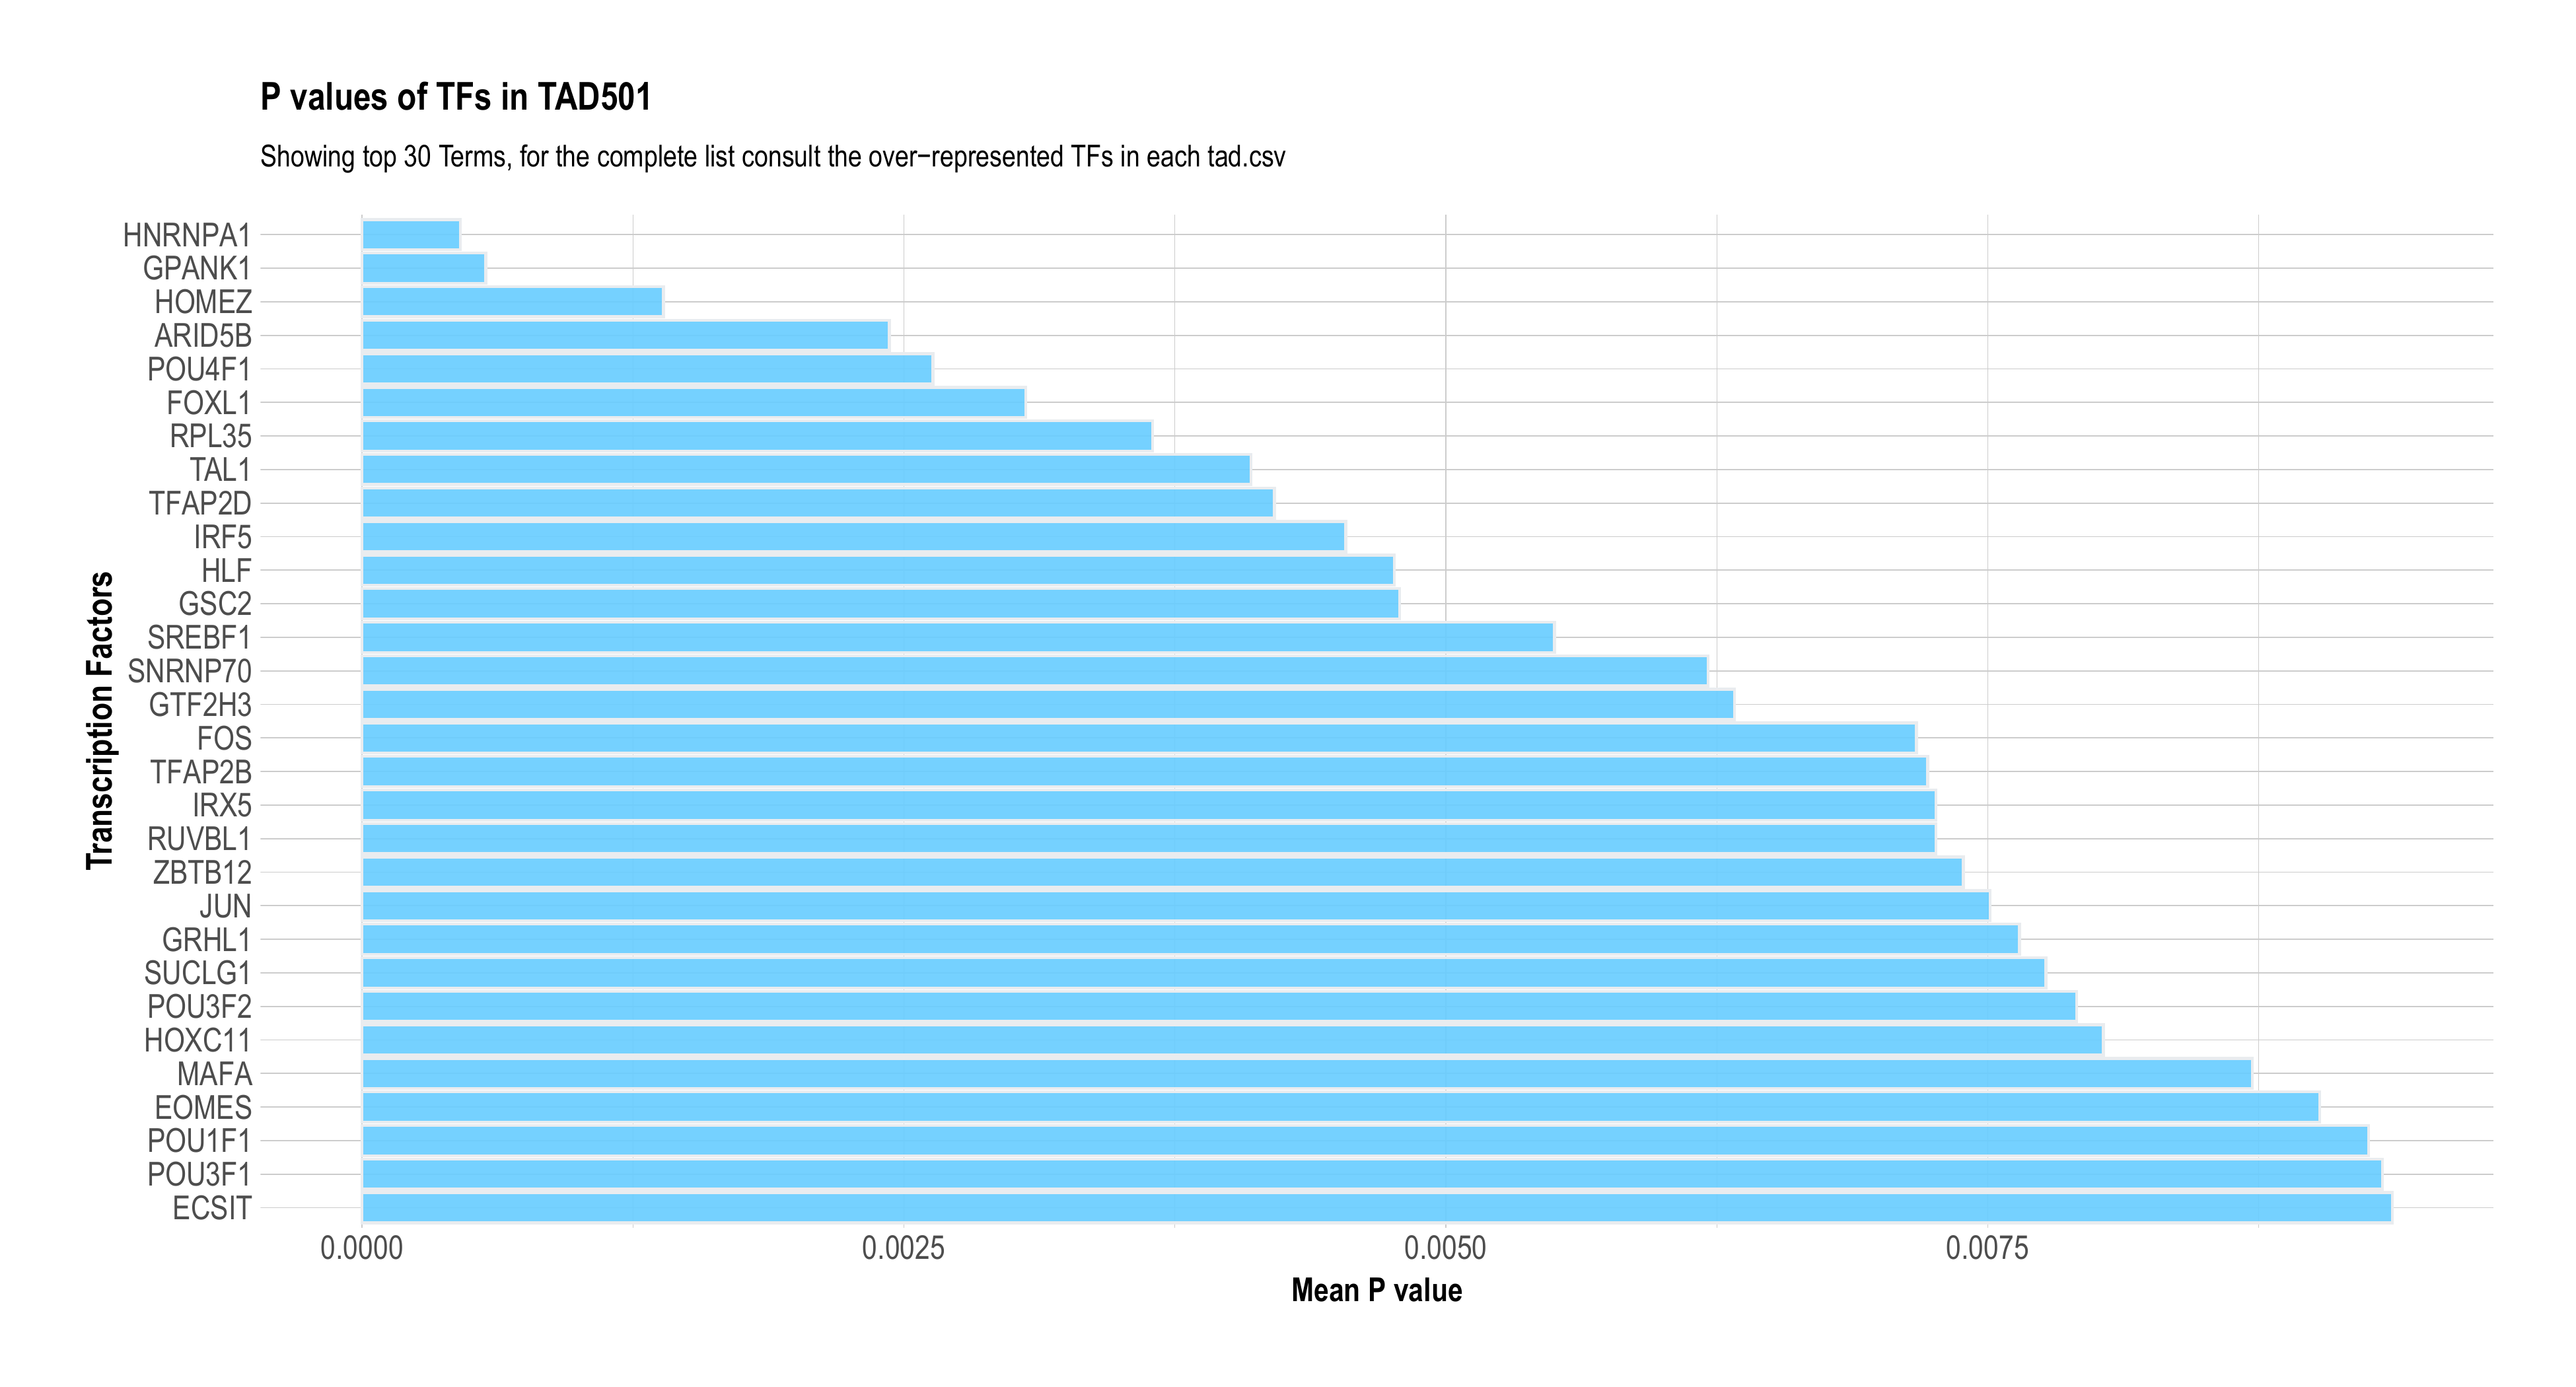 P values of TFs in TAD501
Showing top 30 Terms, for the complete list consult the over−represented TFs in each tad.csv
Transcription Factors
HNRNPA1
GPANK1
HOMEZ
ARID5B
POU4F1
FOXL1
RPL35
TAL1
TFAP2D
IRF5
HLF
GSC2
SREBF1
SNRNP70
GTF2H3
FOS
TFAP2B
IRX5
RUVBL1
ZBTB12
JUN
GRHL1
SUCLG1
POU3F2
HOXC11
MAFA
EOMES
POU1F1
POU3F1
ECSIT
0.0000 0.0025 0.0050 0.0075
Mean P value